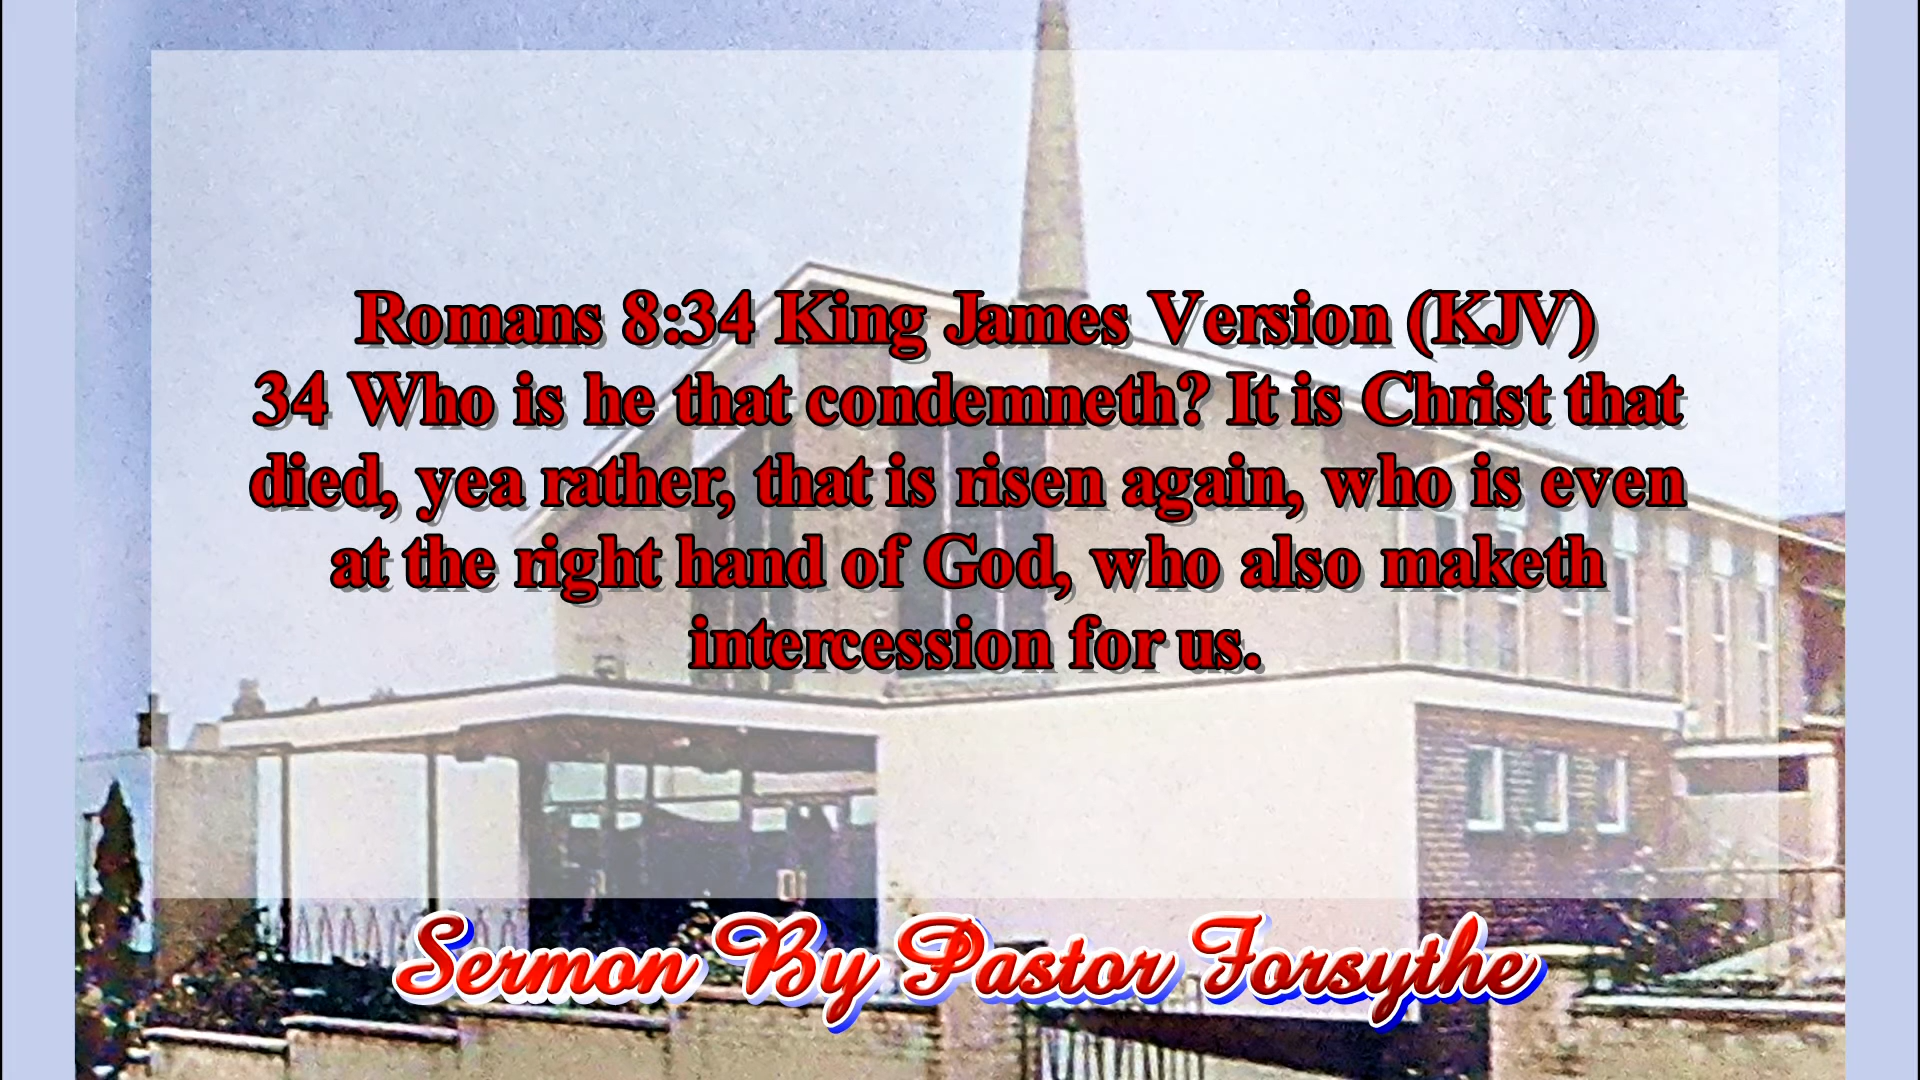 Romans 8:34 King James Version (KJV)
34 Who is he that condemneth? It is Christ that
died, yea rather, that is risen again, who is even
at the right hand of God, who also maketh
intercession for us.
Sermon By Pastor Forsythe